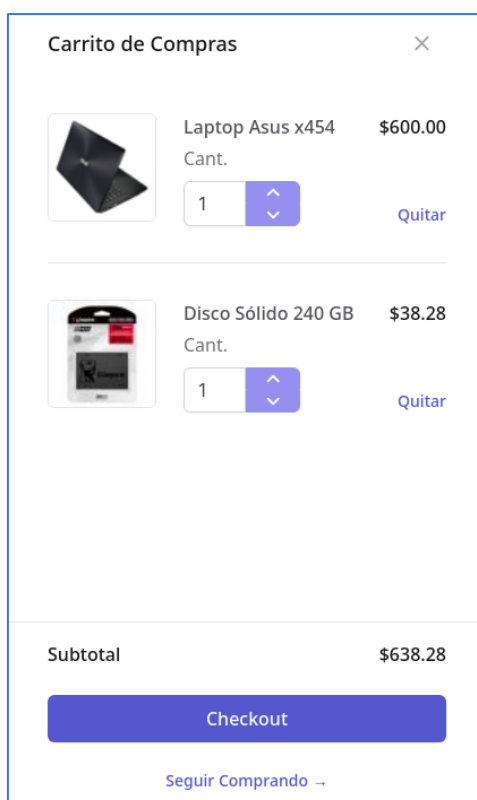 Carrito de Compras
Laptop Asus x454 $600.00
Cant.
1
Quitar
Disco Sólido 240 GB $38.28
Cant.
1
Quitar
Subtotal $638.28
Checkout
Seguir Comprando →